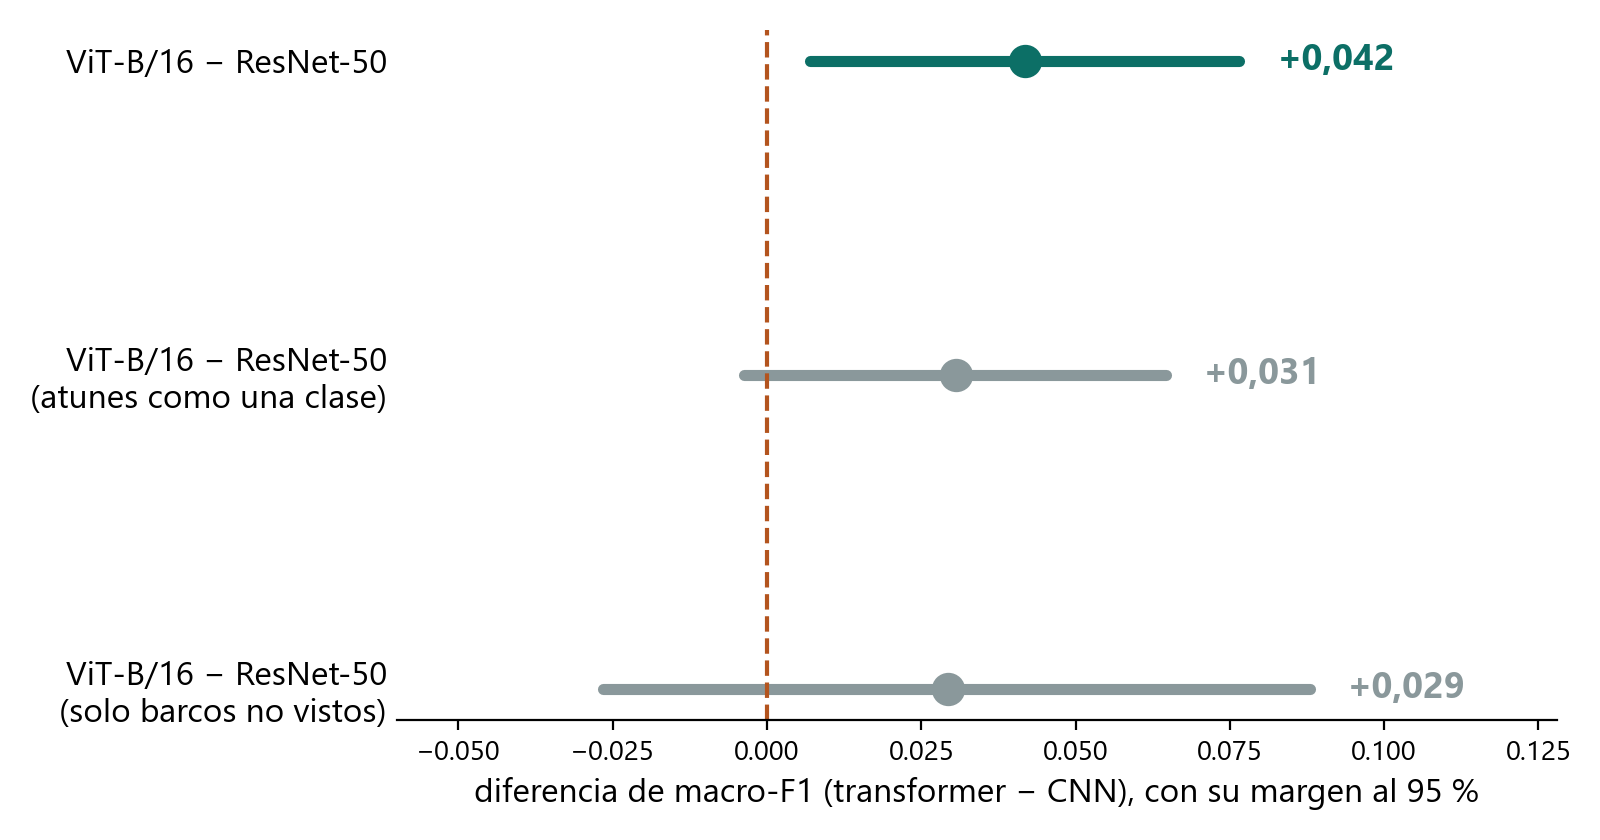 ViT-B/16 − ResNet-50
+0,042
ViT-B/16 − ResNet-50
(atunes como una clase)
+0,031
ViT-B/16 − ResNet-50
(solo barcos no vistos)
+0,029
−0.050 −0.025 0.000 0.025 0.050 0.075 0.100 0.125
diferencia de macro-F1 (transformer − CNN), con su margen al 95 %